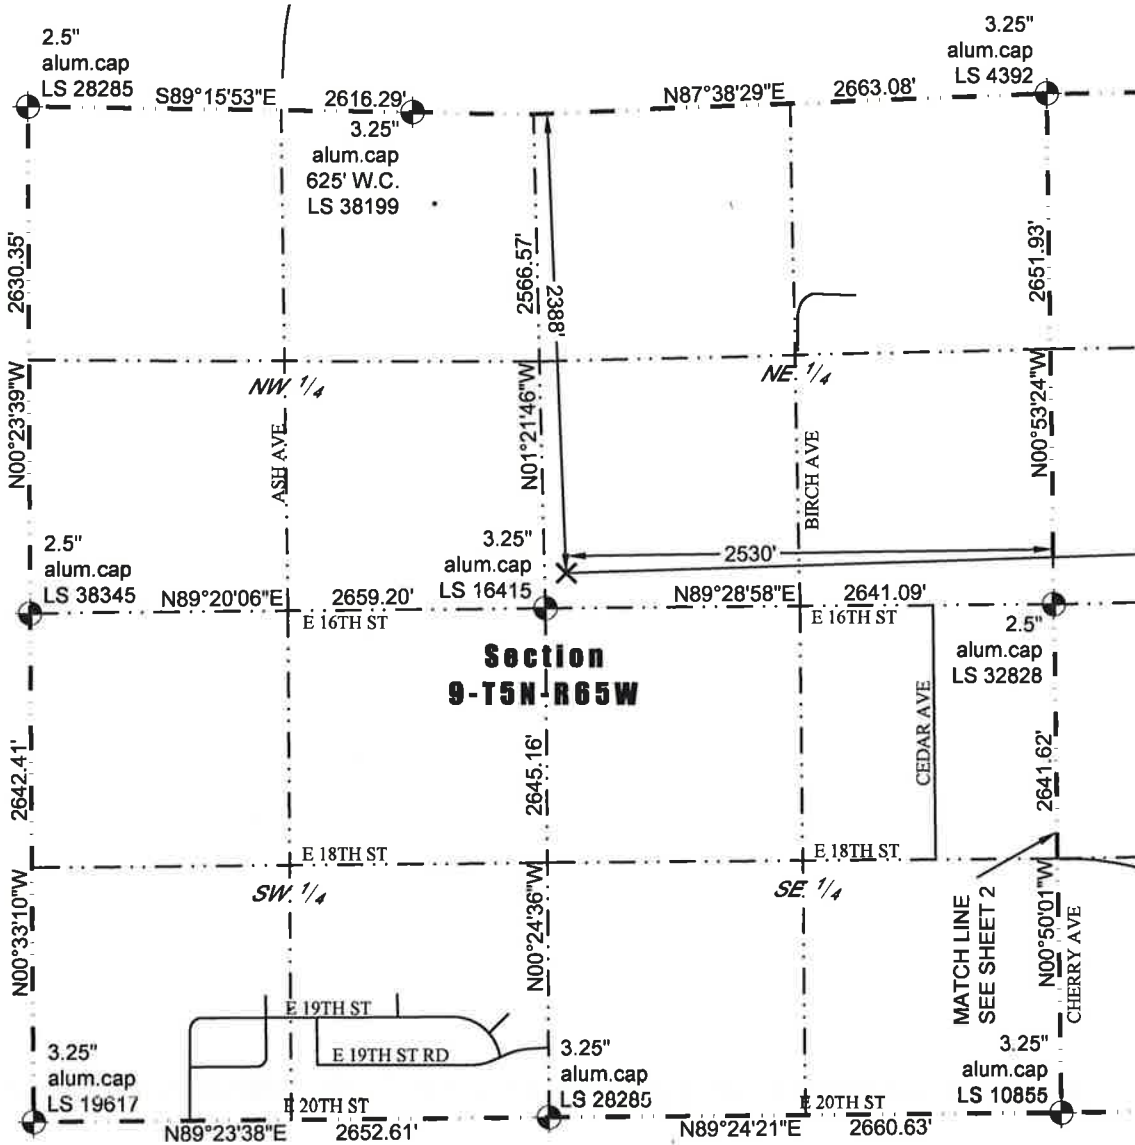 2.5"
alum.cap
LS 28285
3.25"
alum.cap
LS 4392
S89°15'53"E
2616.29'
N87°38'29"E
2663.08'
3.25"
alum.cap
625' W.C.
LS 38199
2630.35'
2566.57'
2388'
2651.93'
NW 1/4
NE 1/4
N00°23'39"W
ASH AVE
N01°21'46"W
BIRCH AVE
N00°53'24"W
2.5"
alum.cap
LS 38345
3.25"
alum.cap
LS 16415
2530'
N89°20'06"E
2659.20'
N89°28'58"E
2641.09'
E 16TH ST
E 16TH ST
2.5"
alum.cap
LS 32828
Section
9-T5N-R65W
CEDAR AVE
2642.41'
2645.16'
2641.62'
E 18TH ST
E 18TH ST
SW 1/4
SE 1/4
N00°33'10"W
N00°24'36"W
MATCH LINE
SEE SHEET 2
N00°50'01"W
CHERRY AVE
E 19TH ST
E 19TH ST RD
3.25"
alum.cap
LS 19617
3.25"
alum.cap
LS 28285
3.25"
alum.cap
LS 10855
E 20TH ST
E 20TH ST
N89°23'38"E
2652.61'
N89°24'21"E
2660.63'